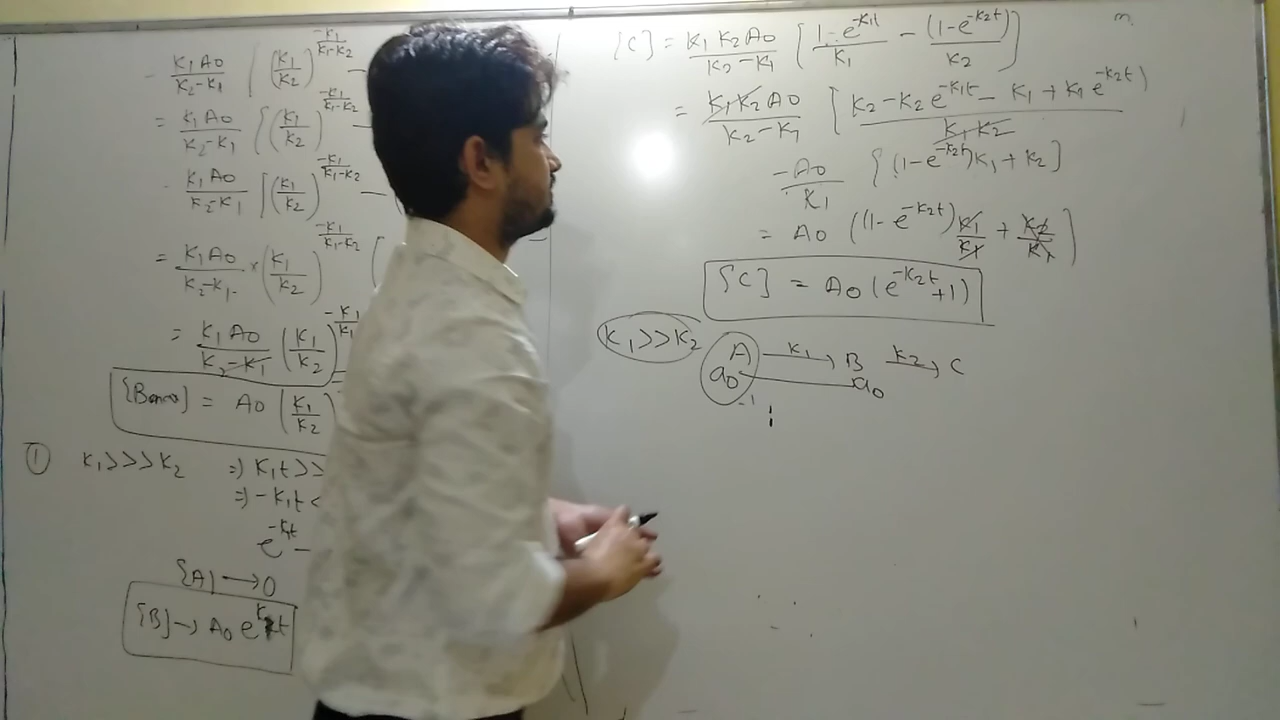 K₁A₀/(K₂-K₁) [(K₁/K₂)^(-K₁/(K₁-K₂)) -
= K₁A₀/(K₂-K₁) [(K₁/K₂)^(-K₁/(K₁-K₂)) -
K₁A₀/(K₂-K₁) [(K₁/K₂)^(-K₁/(K₁-K₂)) -
= K₁A₀/(K₂-K₁) × (K₁/K₂)^(-K₁/(K₁-K₂)) [
= K₁A₀/(K₂-K₁) (K₁/K₂)
[Bmax] = A₀ (K₁/K₂)
① K₁>>>K₂ ⇒ K₁t >>
⇒ -K₁t <
e^(-K₁t) -
[A] → 0
[B] → A₀ e
[C] = K₁K₂A₀/(K₂-K₁) [(1-e^(-K₁t))/K₁ - (1-e^(-K₂t))/K₂]
= K₁K₂A₀/(K₂-K₁) [(K₂-K₂e^(-K₁t) - K₁+K₁e^(-K₂t))/(K₁K₂)
-A₀/K₁ [(1-e^(-K₂t))K₁+K₂]
= A₀ ((1-e^(-K₂t)) K₁/K₁ + K₂/K₁]
[C] = A₀(e^(-K₂t)+1)
K₁>>K₂ A —K₁→ B —K₂→ C
a₀ a₀